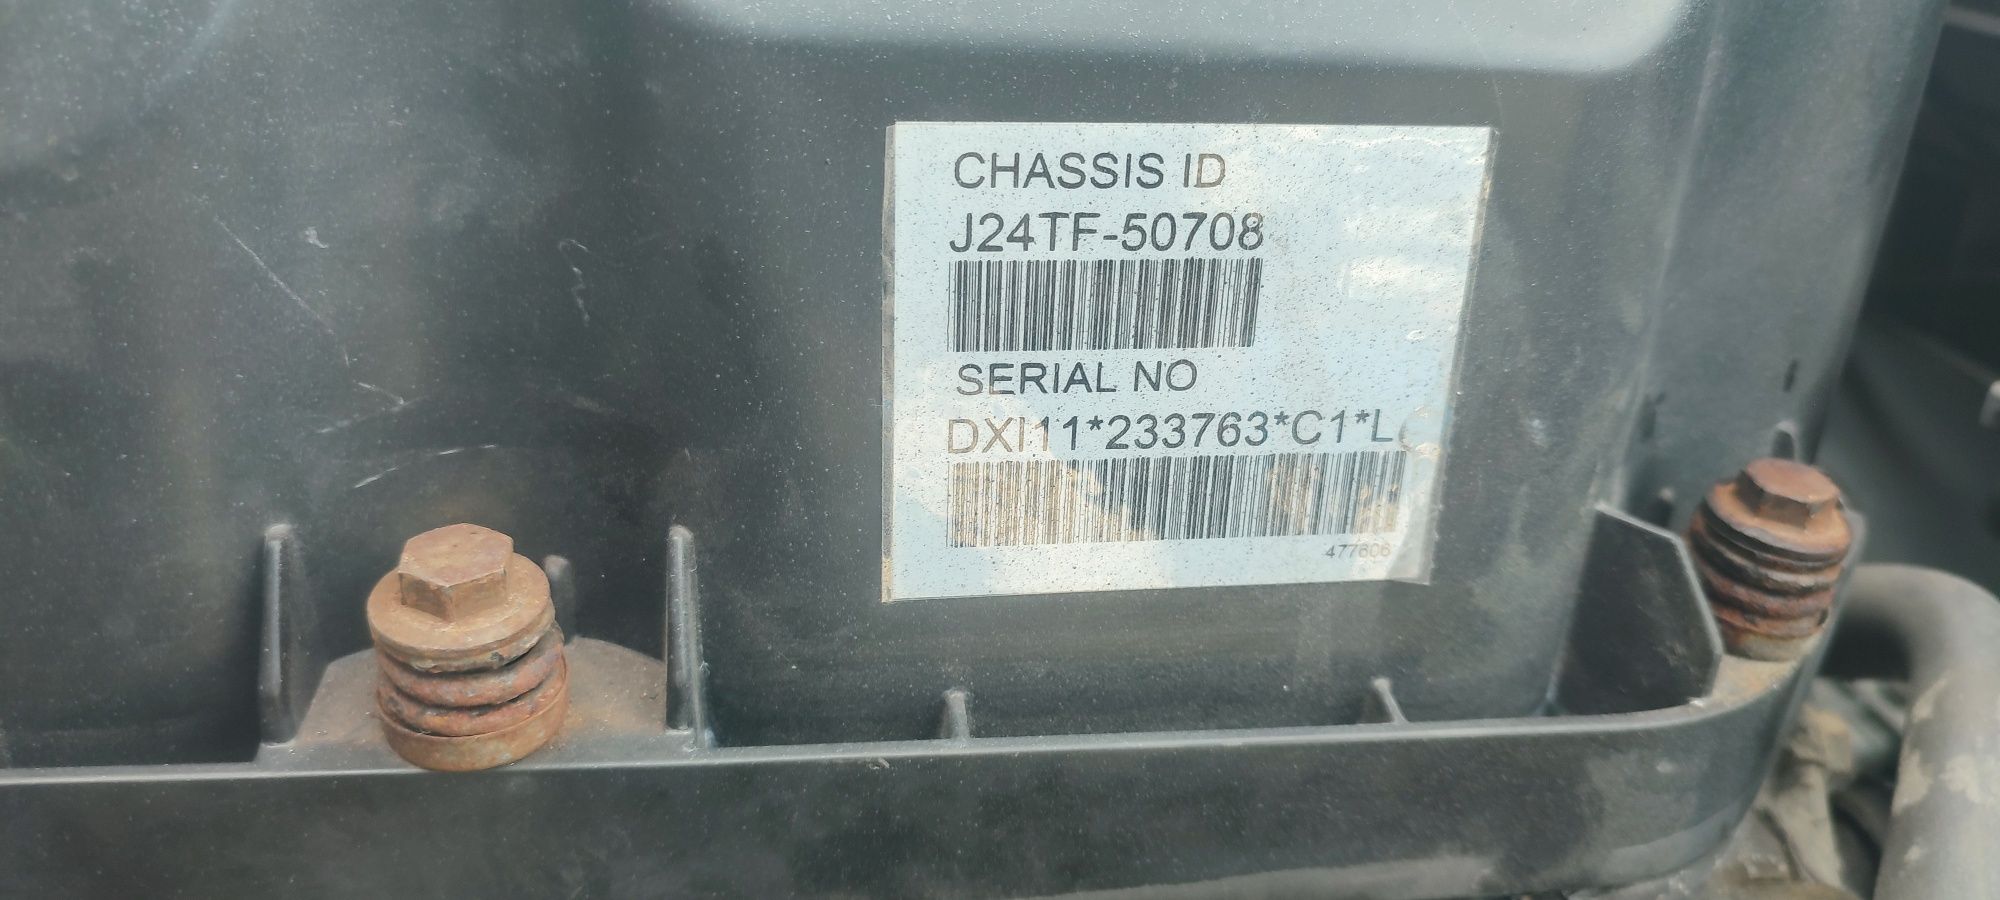 CHASSIS ID
J24TF-50708
SERIAL NO
DXI11*233763*C1*L
477606